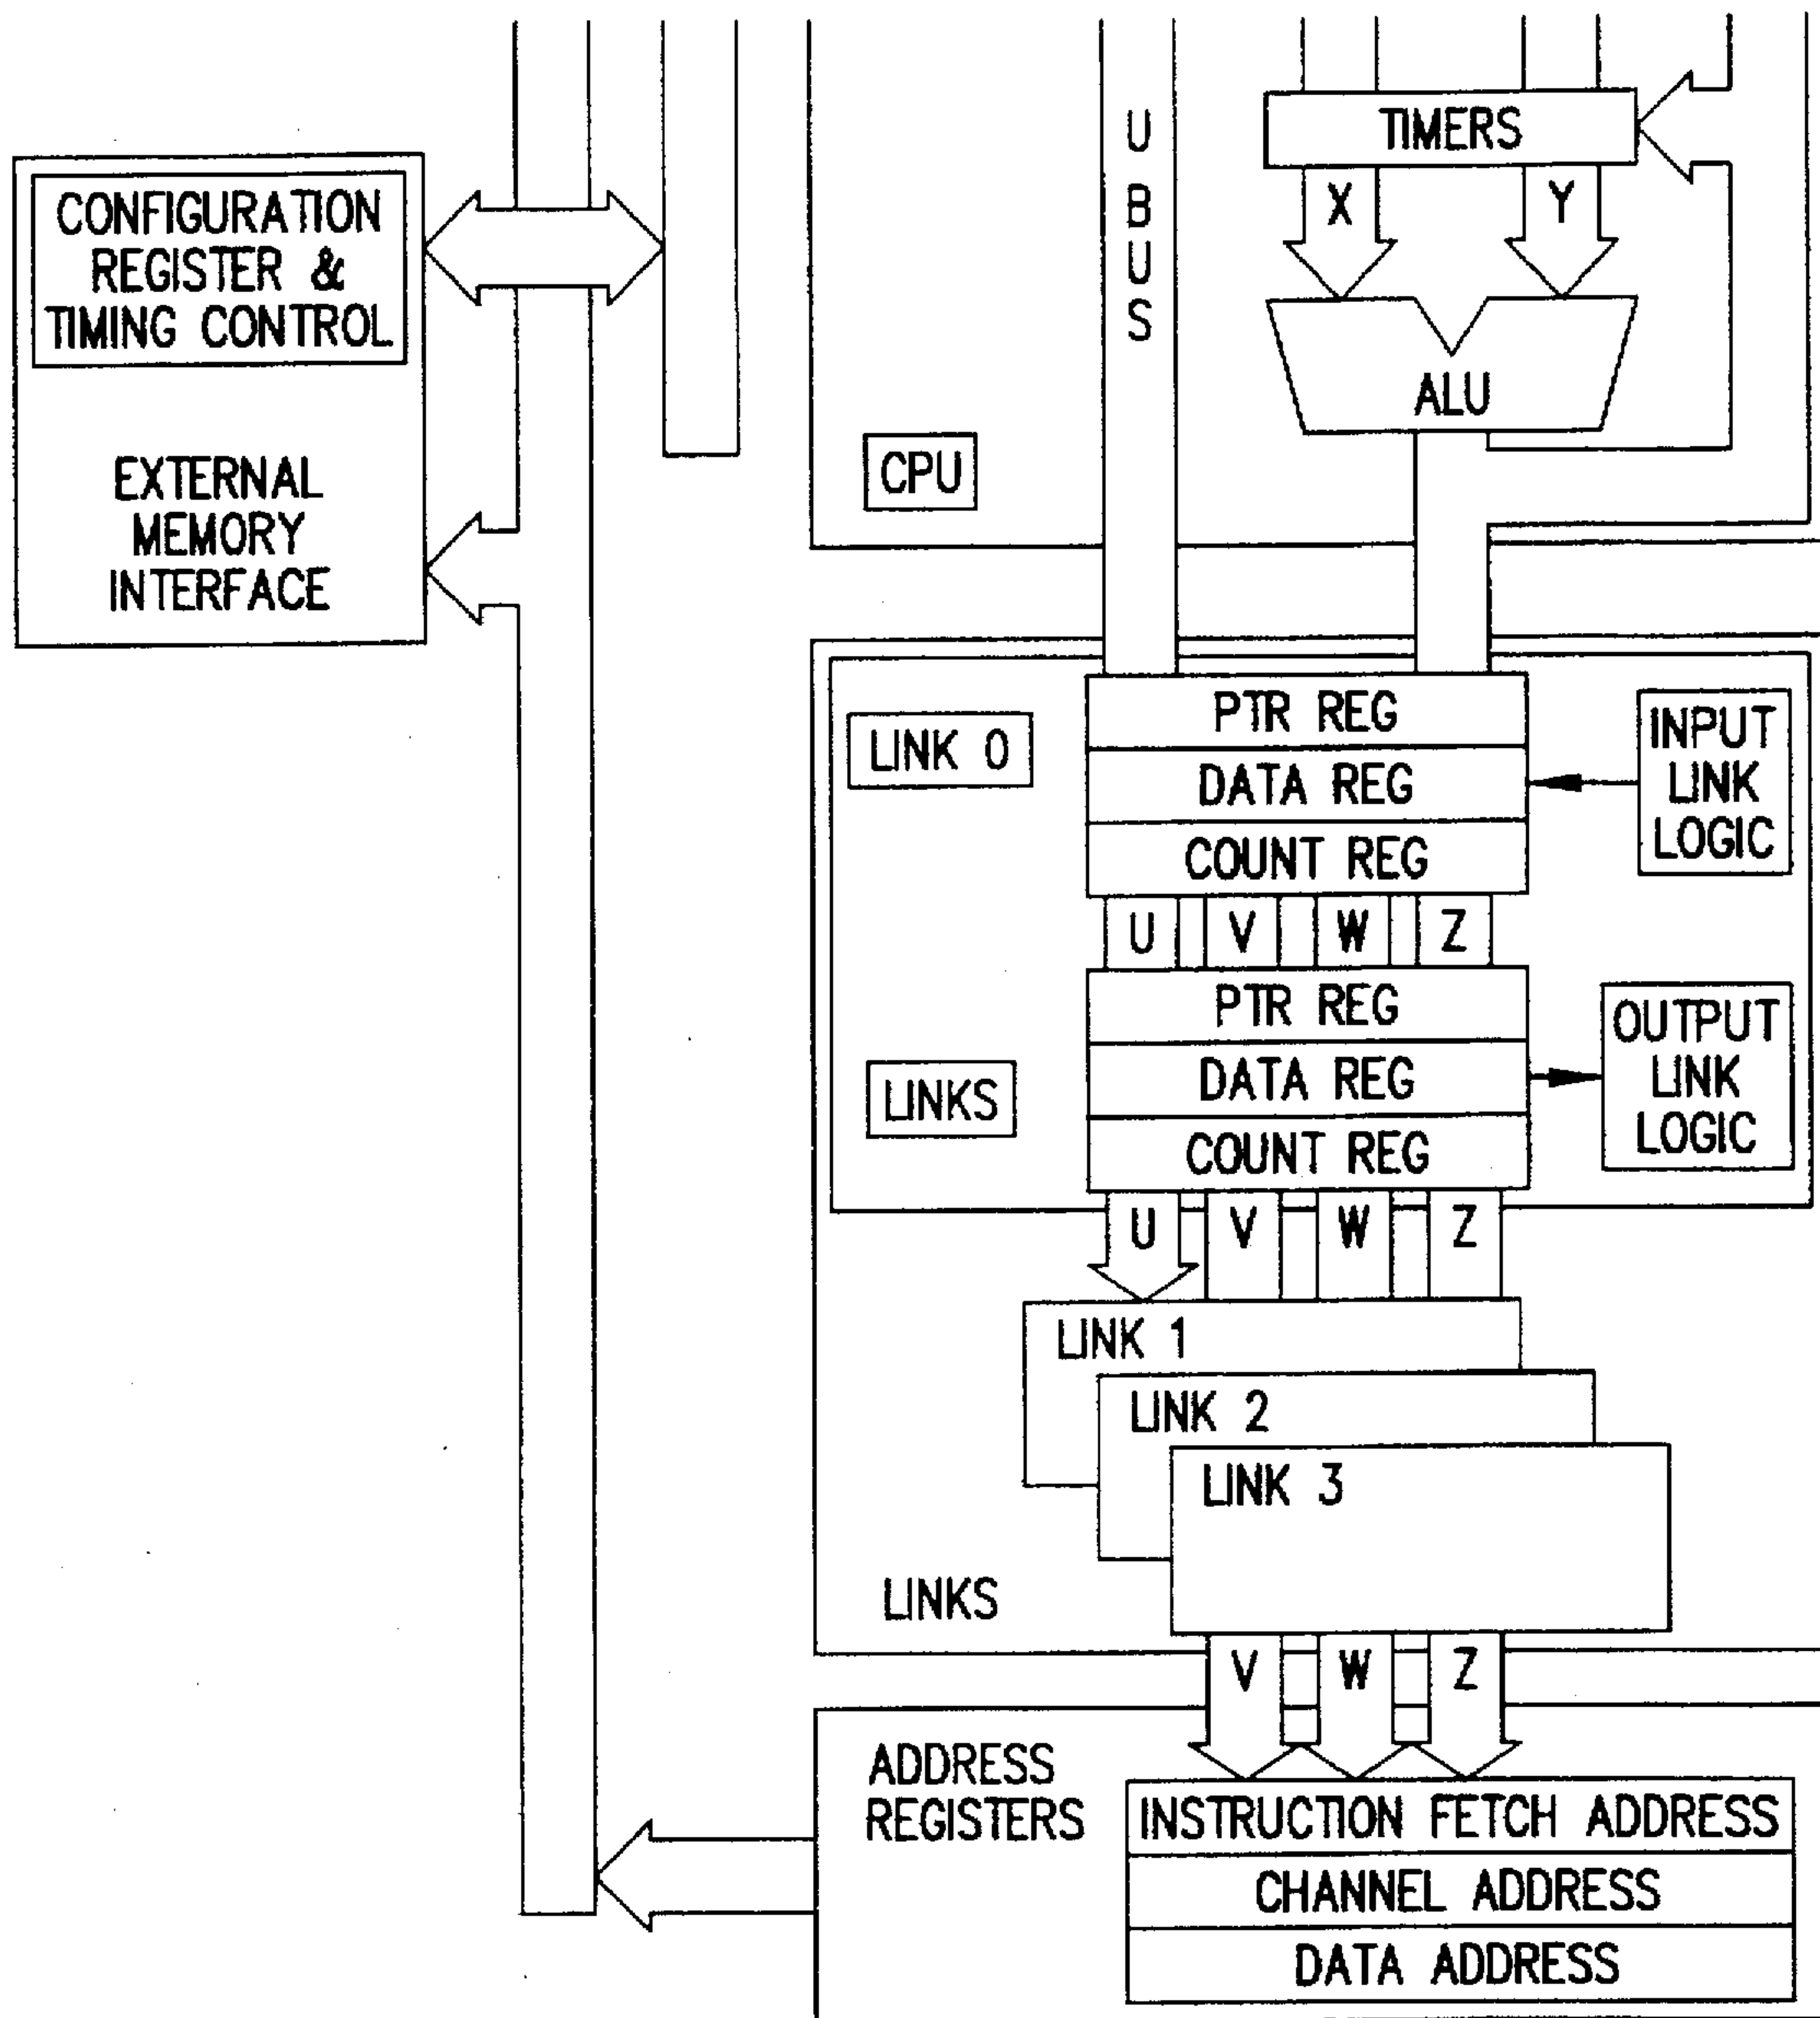 CONFIGURATION
REGISTER &
TIMING CONTROL
EXTERNAL
MEMORY
INTERFACE
U BUS
TIMERS
X
Y
ALU
CPU
LINK 0
PTR REG
DATA REG
COUNT REG
INPUT
LINK
LOGIC
U V W Z
PTR REG
DATA REG
COUNT REG
LINKS
OUTPUT
LINK
LOGIC
U V W Z
LINK 1
LINK 2
LINK 3
LINKS
V W Z
ADDRESS
REGISTERS
INSTRUCTION FETCH ADDRESS
CHANNEL ADDRESS
DATA ADDRESS